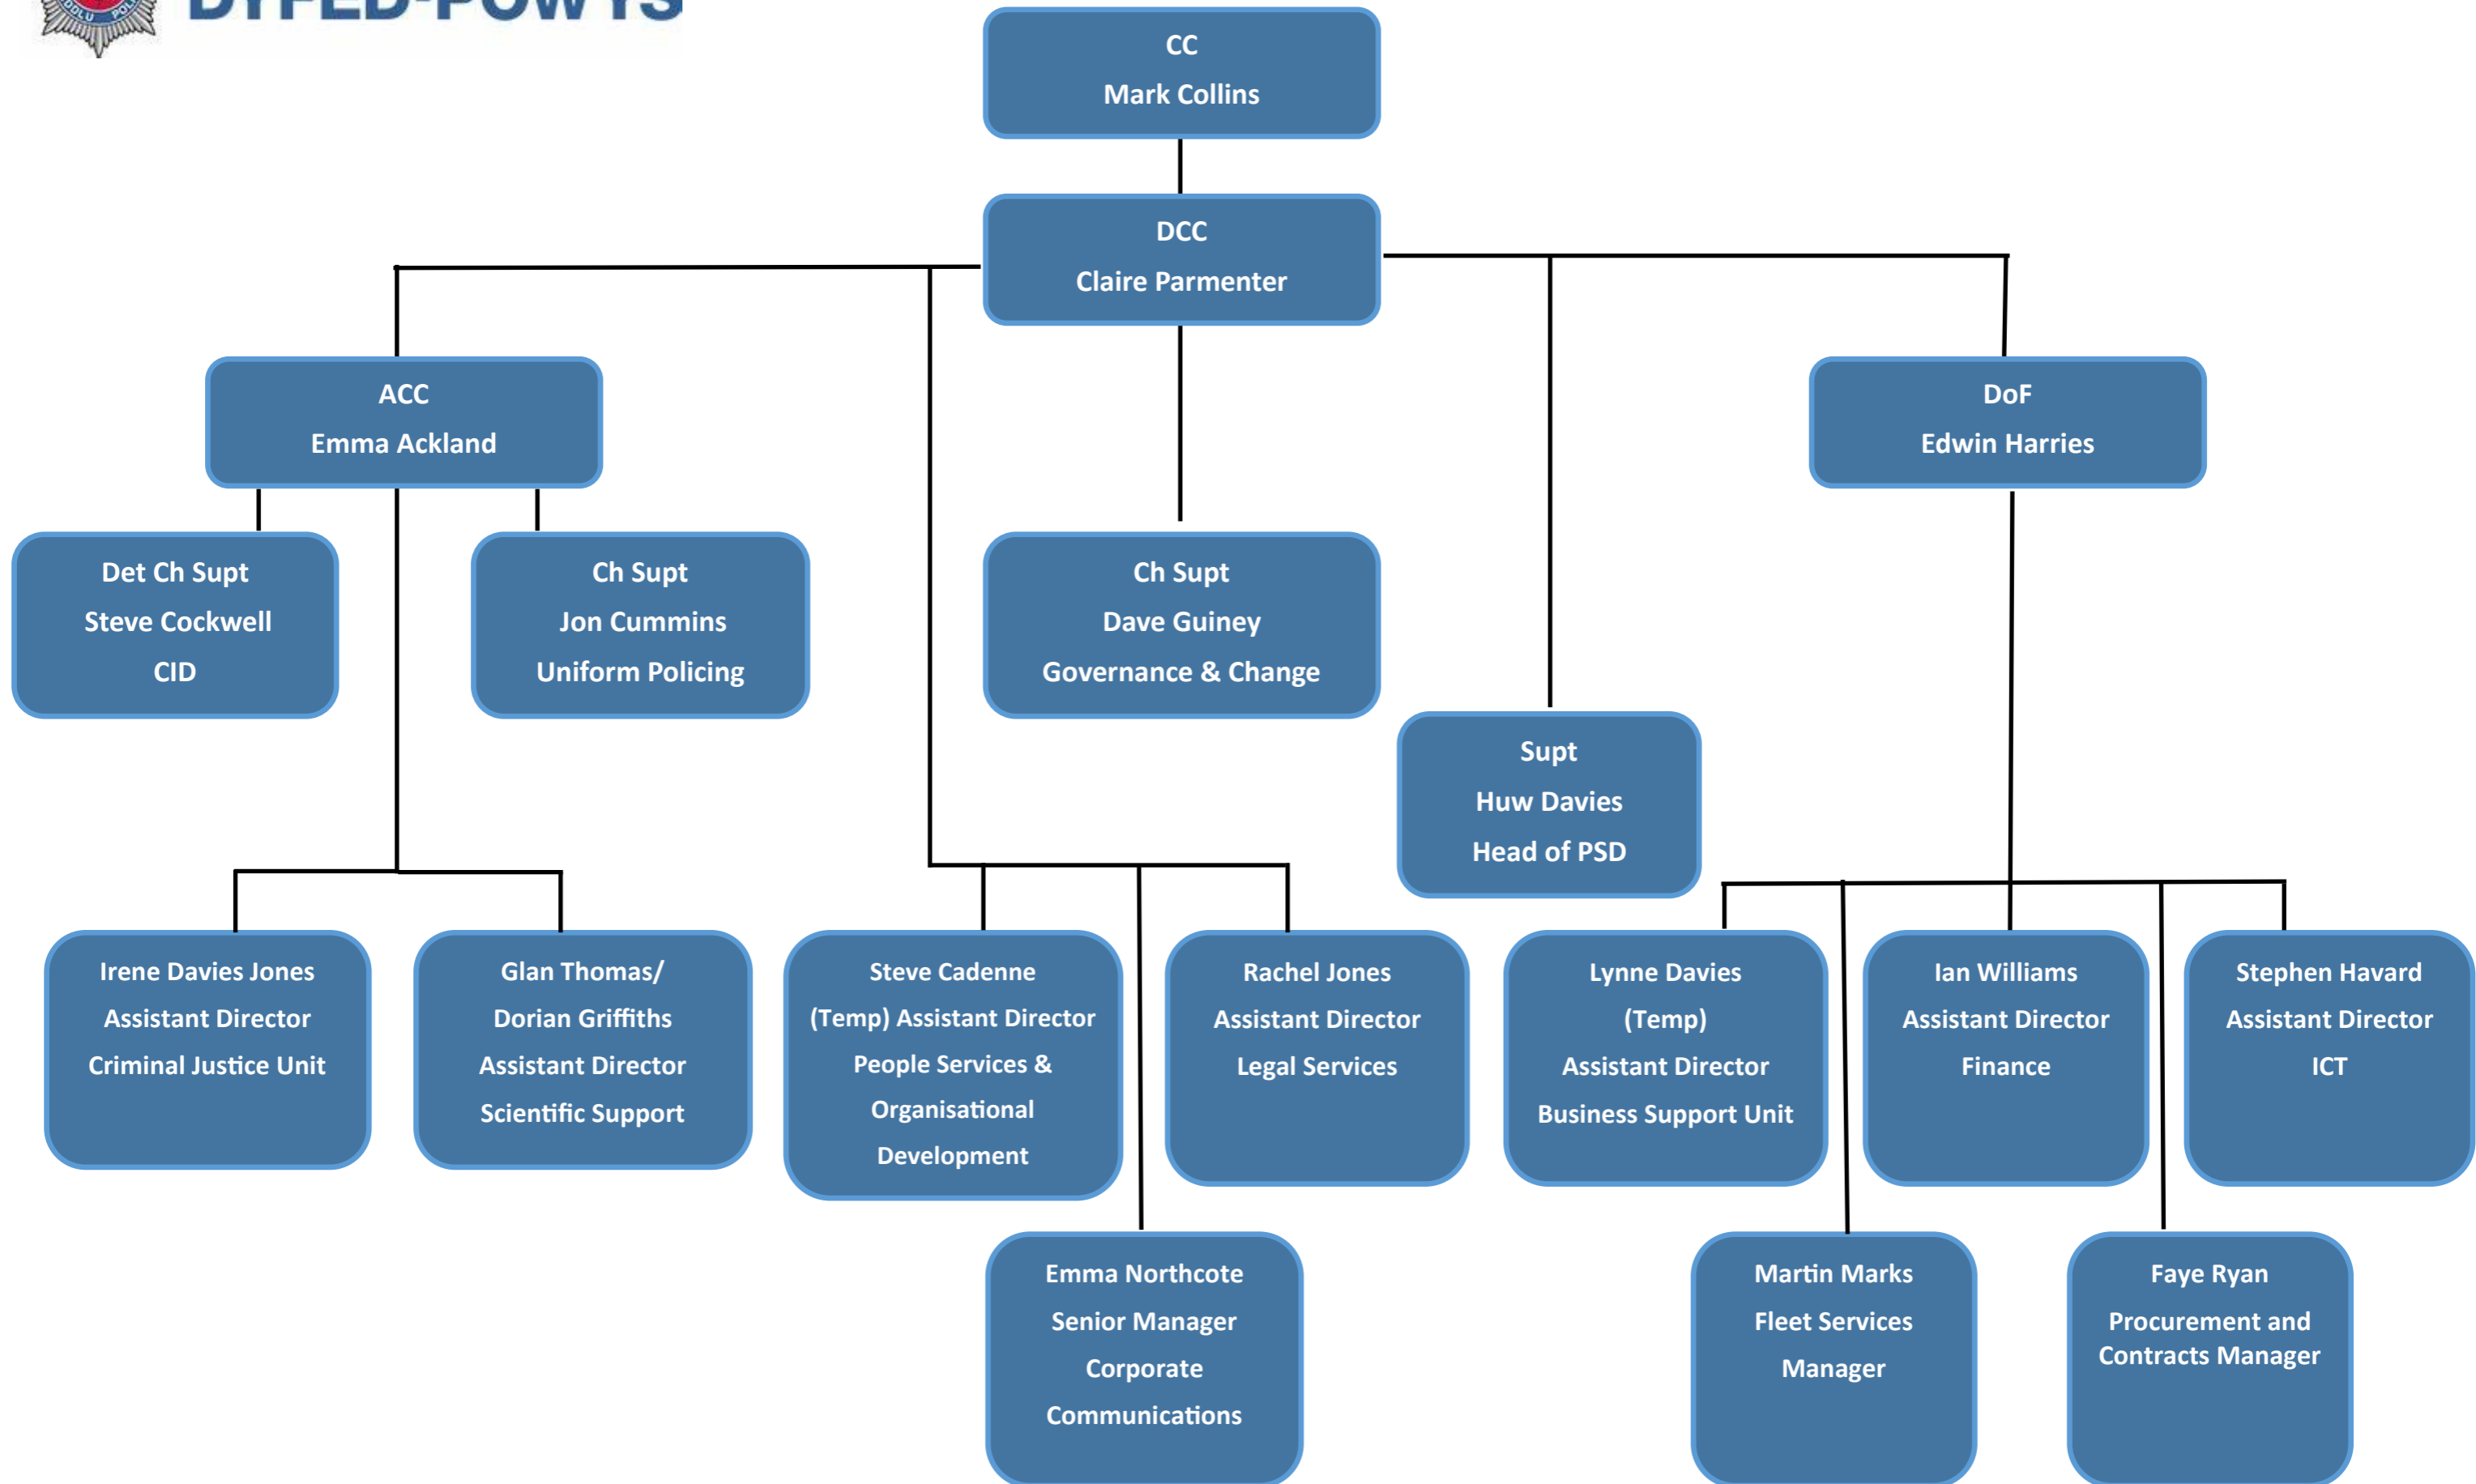 DYFED-POWYS
CC
Mark Collins
DCC
Claire Parmenter
ACC
Emma Ackland
DoF
Edwin Harries
Det Ch Supt
Steve Cockwell
CID
Ch Supt
Jon Cummins
Uniform Policing
Ch Supt
Dave Guiney
Governance & Change
Supt
Huw Davies
Head of PSD
Irene Davies Jones
Assistant Director
Criminal Justice Unit
Glan Thomas/
Dorian Griffiths
Assistant Director
Scientific Support
Steve Cadenne
(Temp) Assistant Director
People Services &
Organisational
Development
Rachel Jones
Assistant Director
Legal Services
Lynne Davies
(Temp)
Assistant Director
Business Support Unit
Ian Williams
Assistant Director
Finance
Stephen Havard
Assistant Director
ICT
Emma Northcote
Senior Manager
Corporate
Communications
Martin Marks
Fleet Services
Manager
Faye Ryan
Procurement and
Contracts Manager